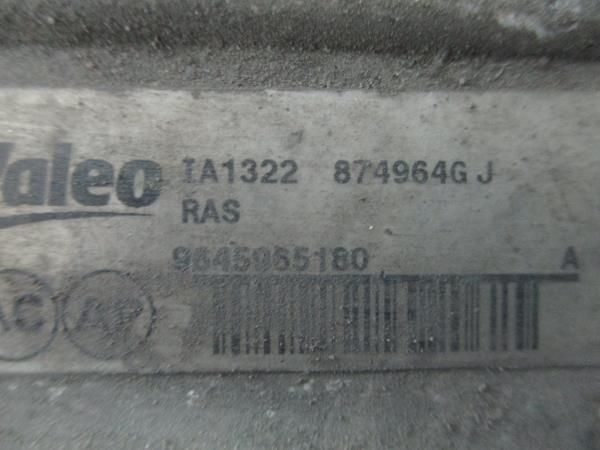 Valeo IA1322 874964G J
RAS
9645965180 A
AC AP